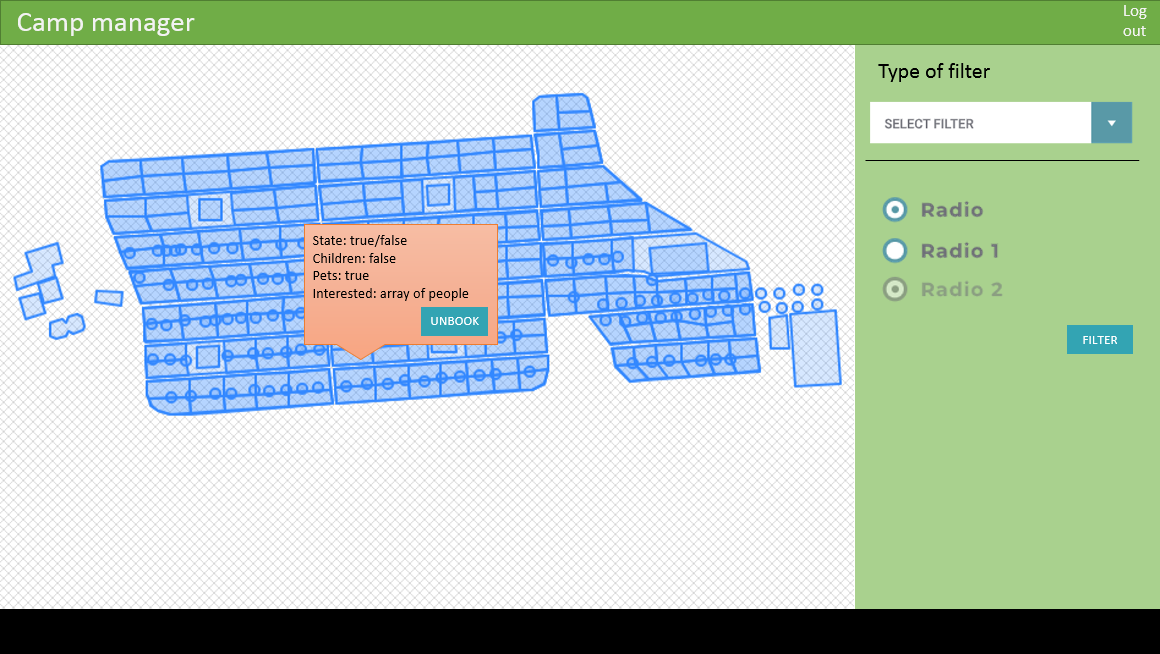 Camp manager
Log
out
Type of filter
SELECT FILTER
State: true/false
Children: false
Pets: true
Interested: array of people
UNBOOK
Radio
Radio 1
Radio 2
FILTER